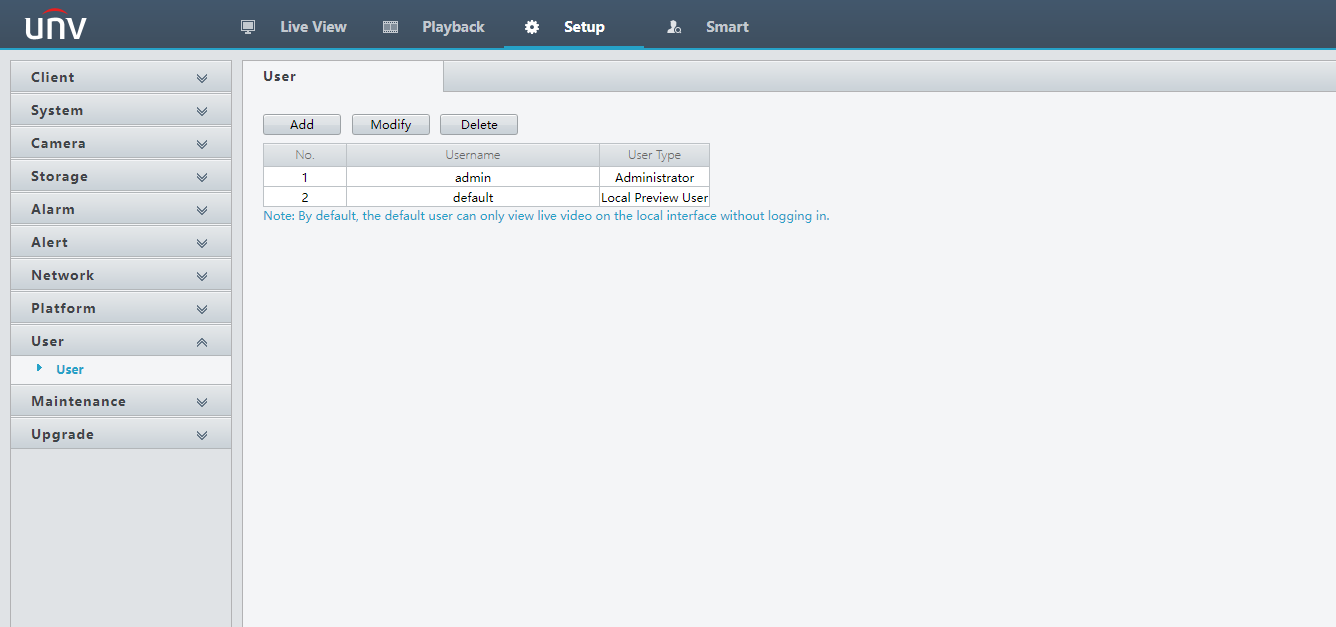 unv
Live View
Playback
Setup
Smart
Client
System
Camera
Storage
Alarm
Alert
Network
Platform
User
User
Maintenance
Upgrade
User
Add Modify Delete
No. Username User Type
1 admin Administrator
2 default Local Preview User
Note: By default, the default user can only view live video on the local interface without logging in.